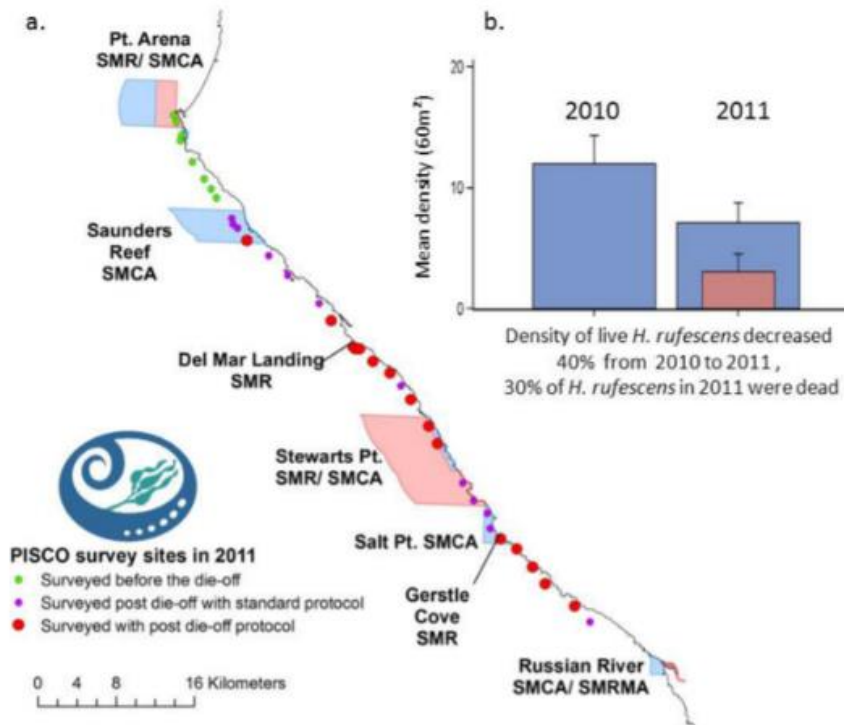 a.
Pt. Arena
SMR/ SMCA
Saunders
Reef
SMCA
Del Mar Landing
SMR
Stewarts Pt.
SMR/ SMCA
Salt Pt. SMCA
Gerstle
Cove
SMR
Russian River
SMCA/ SMRMA
PISCO survey sites in 2011
Surveyed before the die-off
Surveyed post die-off with standard protocol
Surveyed with post die-off protocol
0 4 8 16 Kilometers
b.
20
10
0
Mean density (60m²)
2010
2011
Density of live H. rufescens decreased
40% from 2010 to 2011 ,
30% of H. rufescens in 2011 were dead